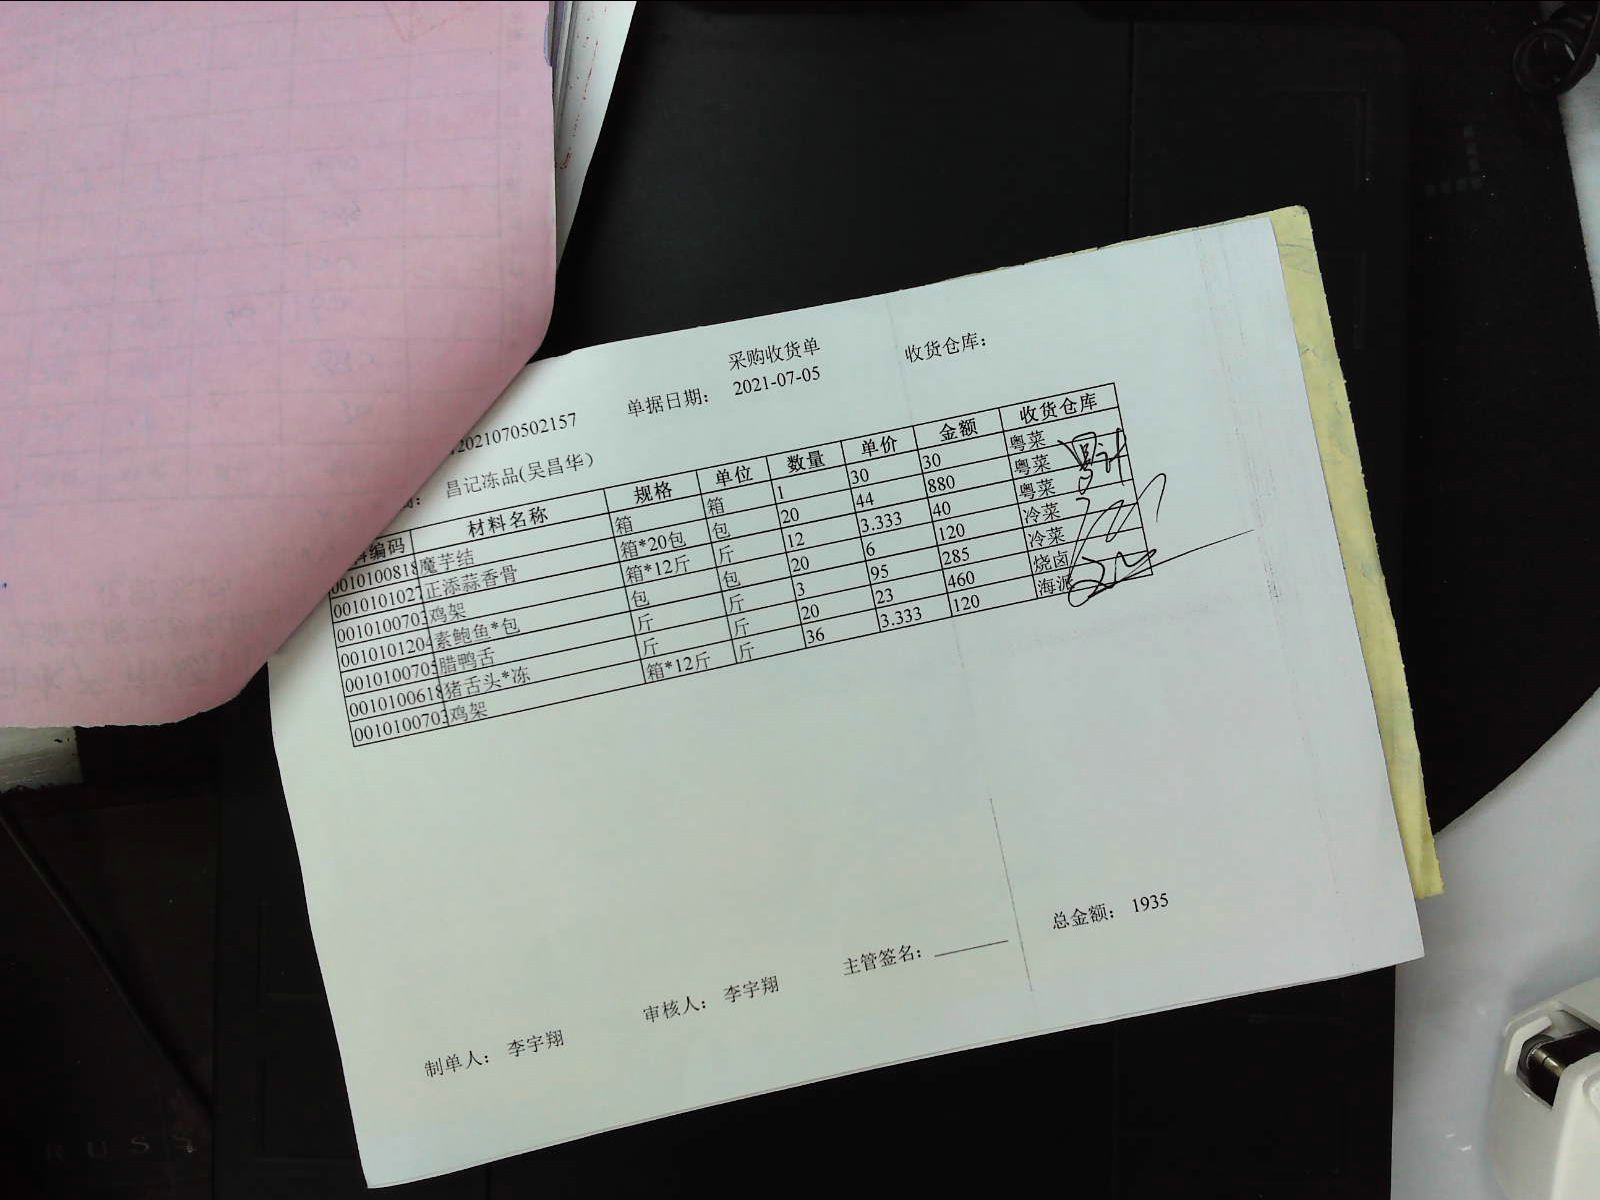 采购收货单
2021070502157 单据日期： 2021-07-05 收货仓库：
昌记冻品(吴昌华)
编码 材料名称 规格 单位 数量 单价 金额 收货仓库
0010100818 魔芋结 箱 箱 1 30 30 粤菜
0010101027 正添蒜香骨 箱*20包 包 20 44 880 粤菜
0010100703 鸡架 箱*12斤 斤 12 3.333 40 粤菜
0010101204 素鲍鱼*包 包 包 20 6 120 冷菜
0010100705 腊鸭舌 斤 斤 3 95 285 冷菜
0010100618 猪舌头*冻 斤 斤 20 23 460 烧卤
0010100703 鸡架 箱*12斤 斤 36 3.333 120 海派
总金额： 1935
制单人： 李宇翔 审核人： 李宇翔 主管签名：